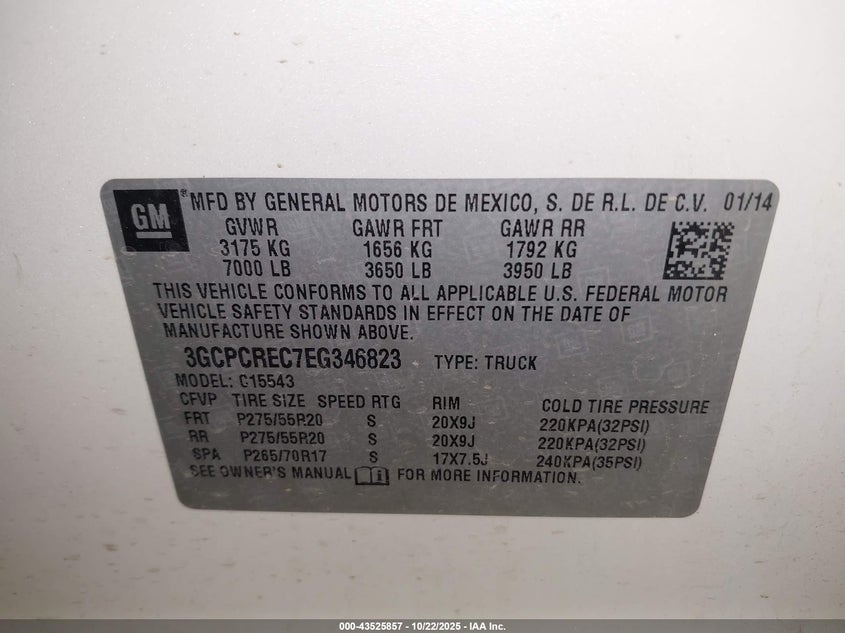 GM ® MFD BY GENERAL MOTORS DE MEXICO, S. DE R.L. DE C.V. 01/14
GVWR GAWR FRT GAWR RR
3175 KG 1656 KG 1792 KG
7000 LB 3650 LB 3950 LB
THIS VEHICLE CONFORMS TO ALL APPLICABLE U.S. FEDERAL MOTOR
VEHICLE SAFETY STANDARDS IN EFFECT ON THE DATE OF
MANUFACTURE SHOWN ABOVE.
3GCPCREC7EG346823 TYPE: TRUCK
MODEL: C15543
CFVP TIRE SIZE SPEED RTG RIM COLD TIRE PRESSURE
FRT P275/55R20 S 20X9J 220KPA(32PSI)
RR P275/55R20 S 20X9J 220KPA(32PSI)
SPA P265/70R17 S 17X7.5J 240KPA(35PSI)
SEE OWNER'S MANUAL FOR MORE INFORMATION.
000-43525857 - 10/22/2025 - IAA Inc.